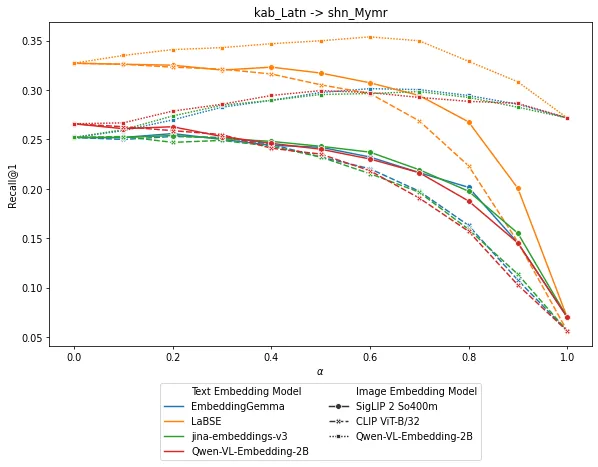 kab_Latn -> shn_Mymr
Recall@1
0.35
0.30
0.25
0.20
0.15
0.10
0.05
0.0
0.2
0.4
0.6
0.8
1.0
α
Text Embedding Model
EmbeddingGemma
LaBSE
jina-embeddings-v3
Qwen-VL-Embedding-2B
Image Embedding Model
SigLIP 2 So400m
CLIP ViT-B/32
Qwen-VL-Embedding-2B